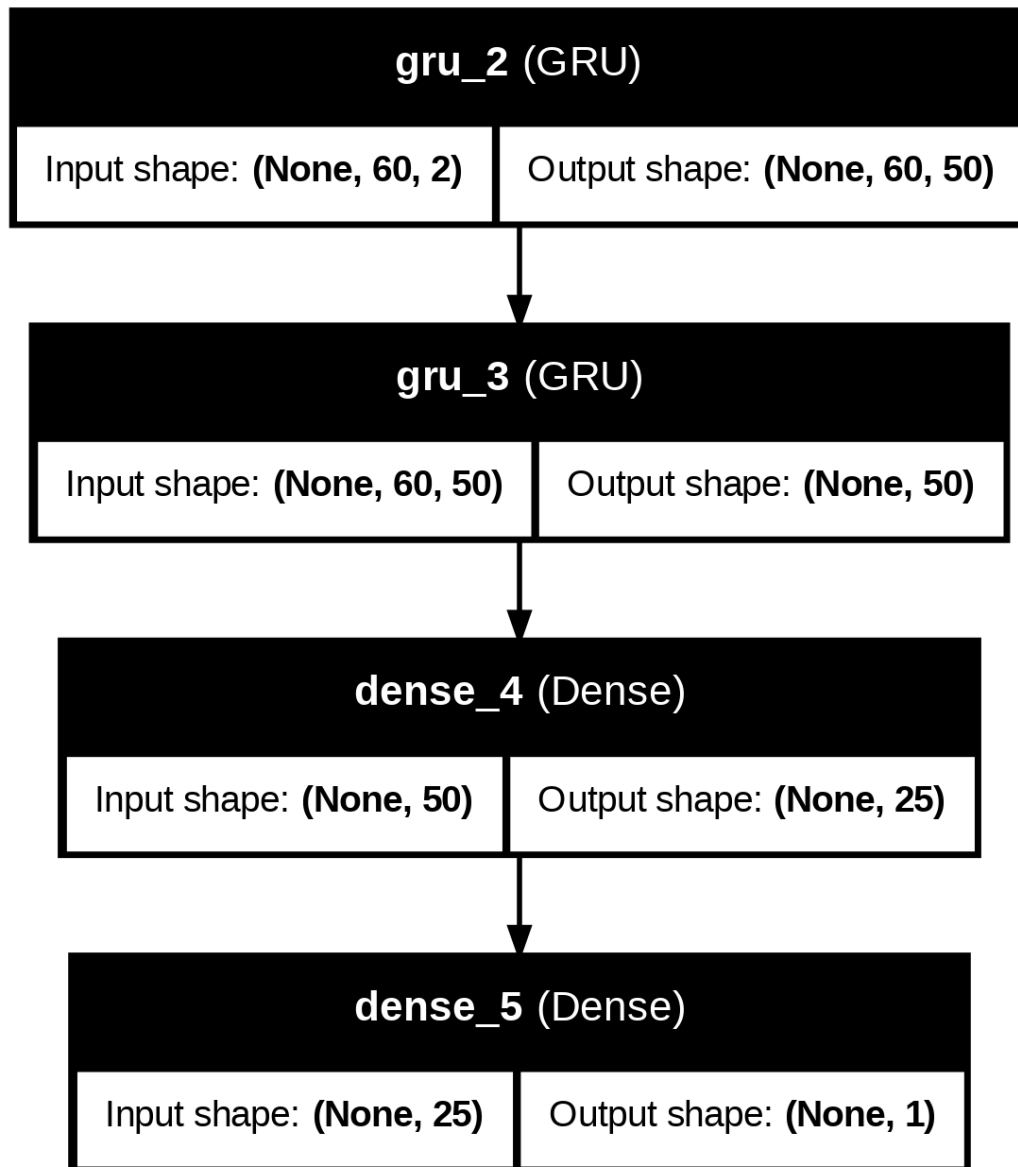 gru_2 (GRU)
Input shape: (None, 60, 2) Output shape: (None, 60, 50)
gru_3 (GRU)
Input shape: (None, 60, 50) Output shape: (None, 50)
dense_4 (Dense)
Input shape: (None, 50) Output shape: (None, 25)
dense_5 (Dense)
Input shape: (None, 25) Output shape: (None, 1)